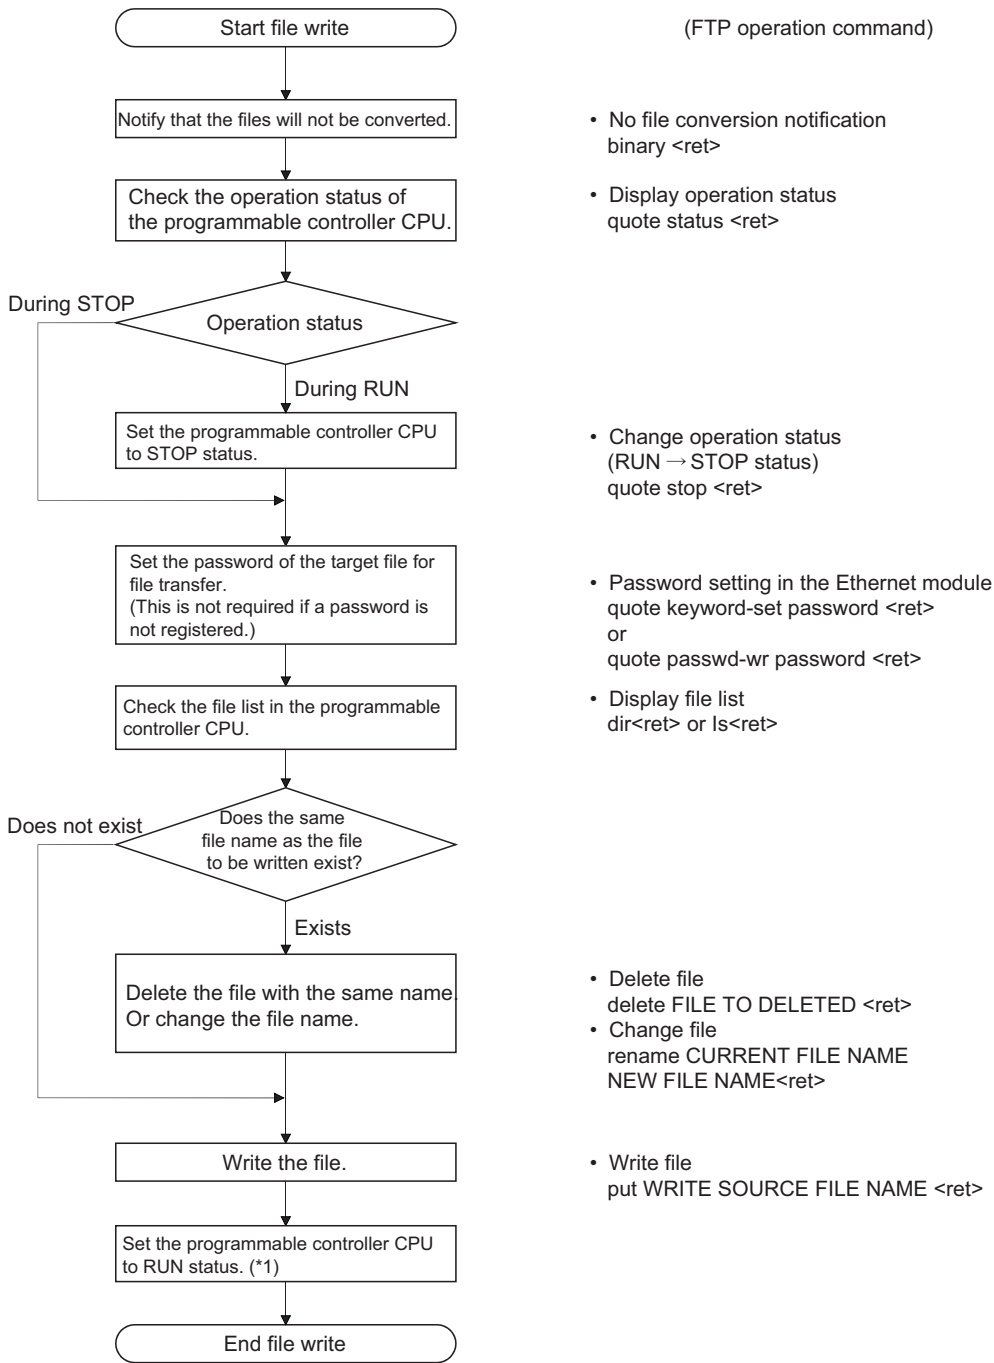 Start file write
(FTP operation command)
Notify that the files will not be converted.
• No file conversion notification
binary <ret>
Check the operation status of
the programmable controller CPU.
• Display operation status
quote status <ret>
During STOP
Operation status
During RUN
Set the programmable controller CPU
to STOP status.
• Change operation status
(RUN → STOP status)
quote stop <ret>
Set the password of the target file for
file transfer.
(This is not required if a password is
not registered.)
• Password setting in the Ethernet module
quote keyword-set password <ret>
or
quote passwd-wr password <ret>
Check the file list in the programmable
controller CPU.
• Display file list
dir<ret> or ls<ret>
Does not exist
Does the same
file name as the file
to be written exist?
Exists
Delete the file with the same name.
Or change the file name.
• Delete file
delete FILE TO DELETED <ret>
• Change file
rename CURRENT FILE NAME
NEW FILE NAME<ret>
Write the file.
• Write file
put WRITE SOURCE FILE NAME <ret>
Set the programmable controller CPU
to RUN status. (*1)
End file write